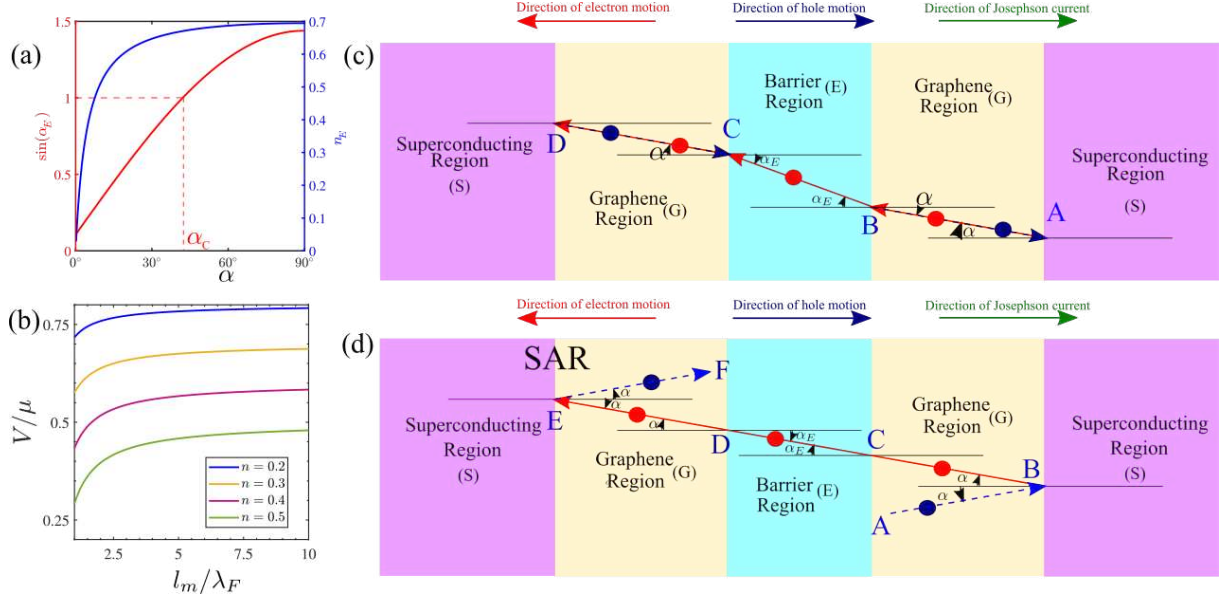 (a)
1.5
1
0.5
0
sin(α_E)
0.7
0.6
0.5
0.4
0.3
0.2
0.1
0
n_E
α_C
0° 30° 60° 90°
α
(b)
0.75
0.5
0.25
V/μ
n = 0.2
n = 0.3
n = 0.4
n = 0.5
1 2.5 5 7.5 10
l_m/λ_F
Direction of electron motion Direction of hole motion Direction of Josephson current
(c)
Superconducting
Region
(S)
D
α
Graphene
Region (G)
C
Barrier
Region (E)
α_E
α_E
B
Graphene
Region (G)
α
α
A
Superconducting
Region
(S)
Direction of electron motion Direction of hole motion Direction of Josephson current
(d)
SAR
F
E
α
α
α
Superconducting
Region
(S)
Graphene
Region (G)
D
α_E
α_E
C
Barrier
Region (E)
Graphene
Region (G)
B
α
α
A
Superconducting
Region
(S)